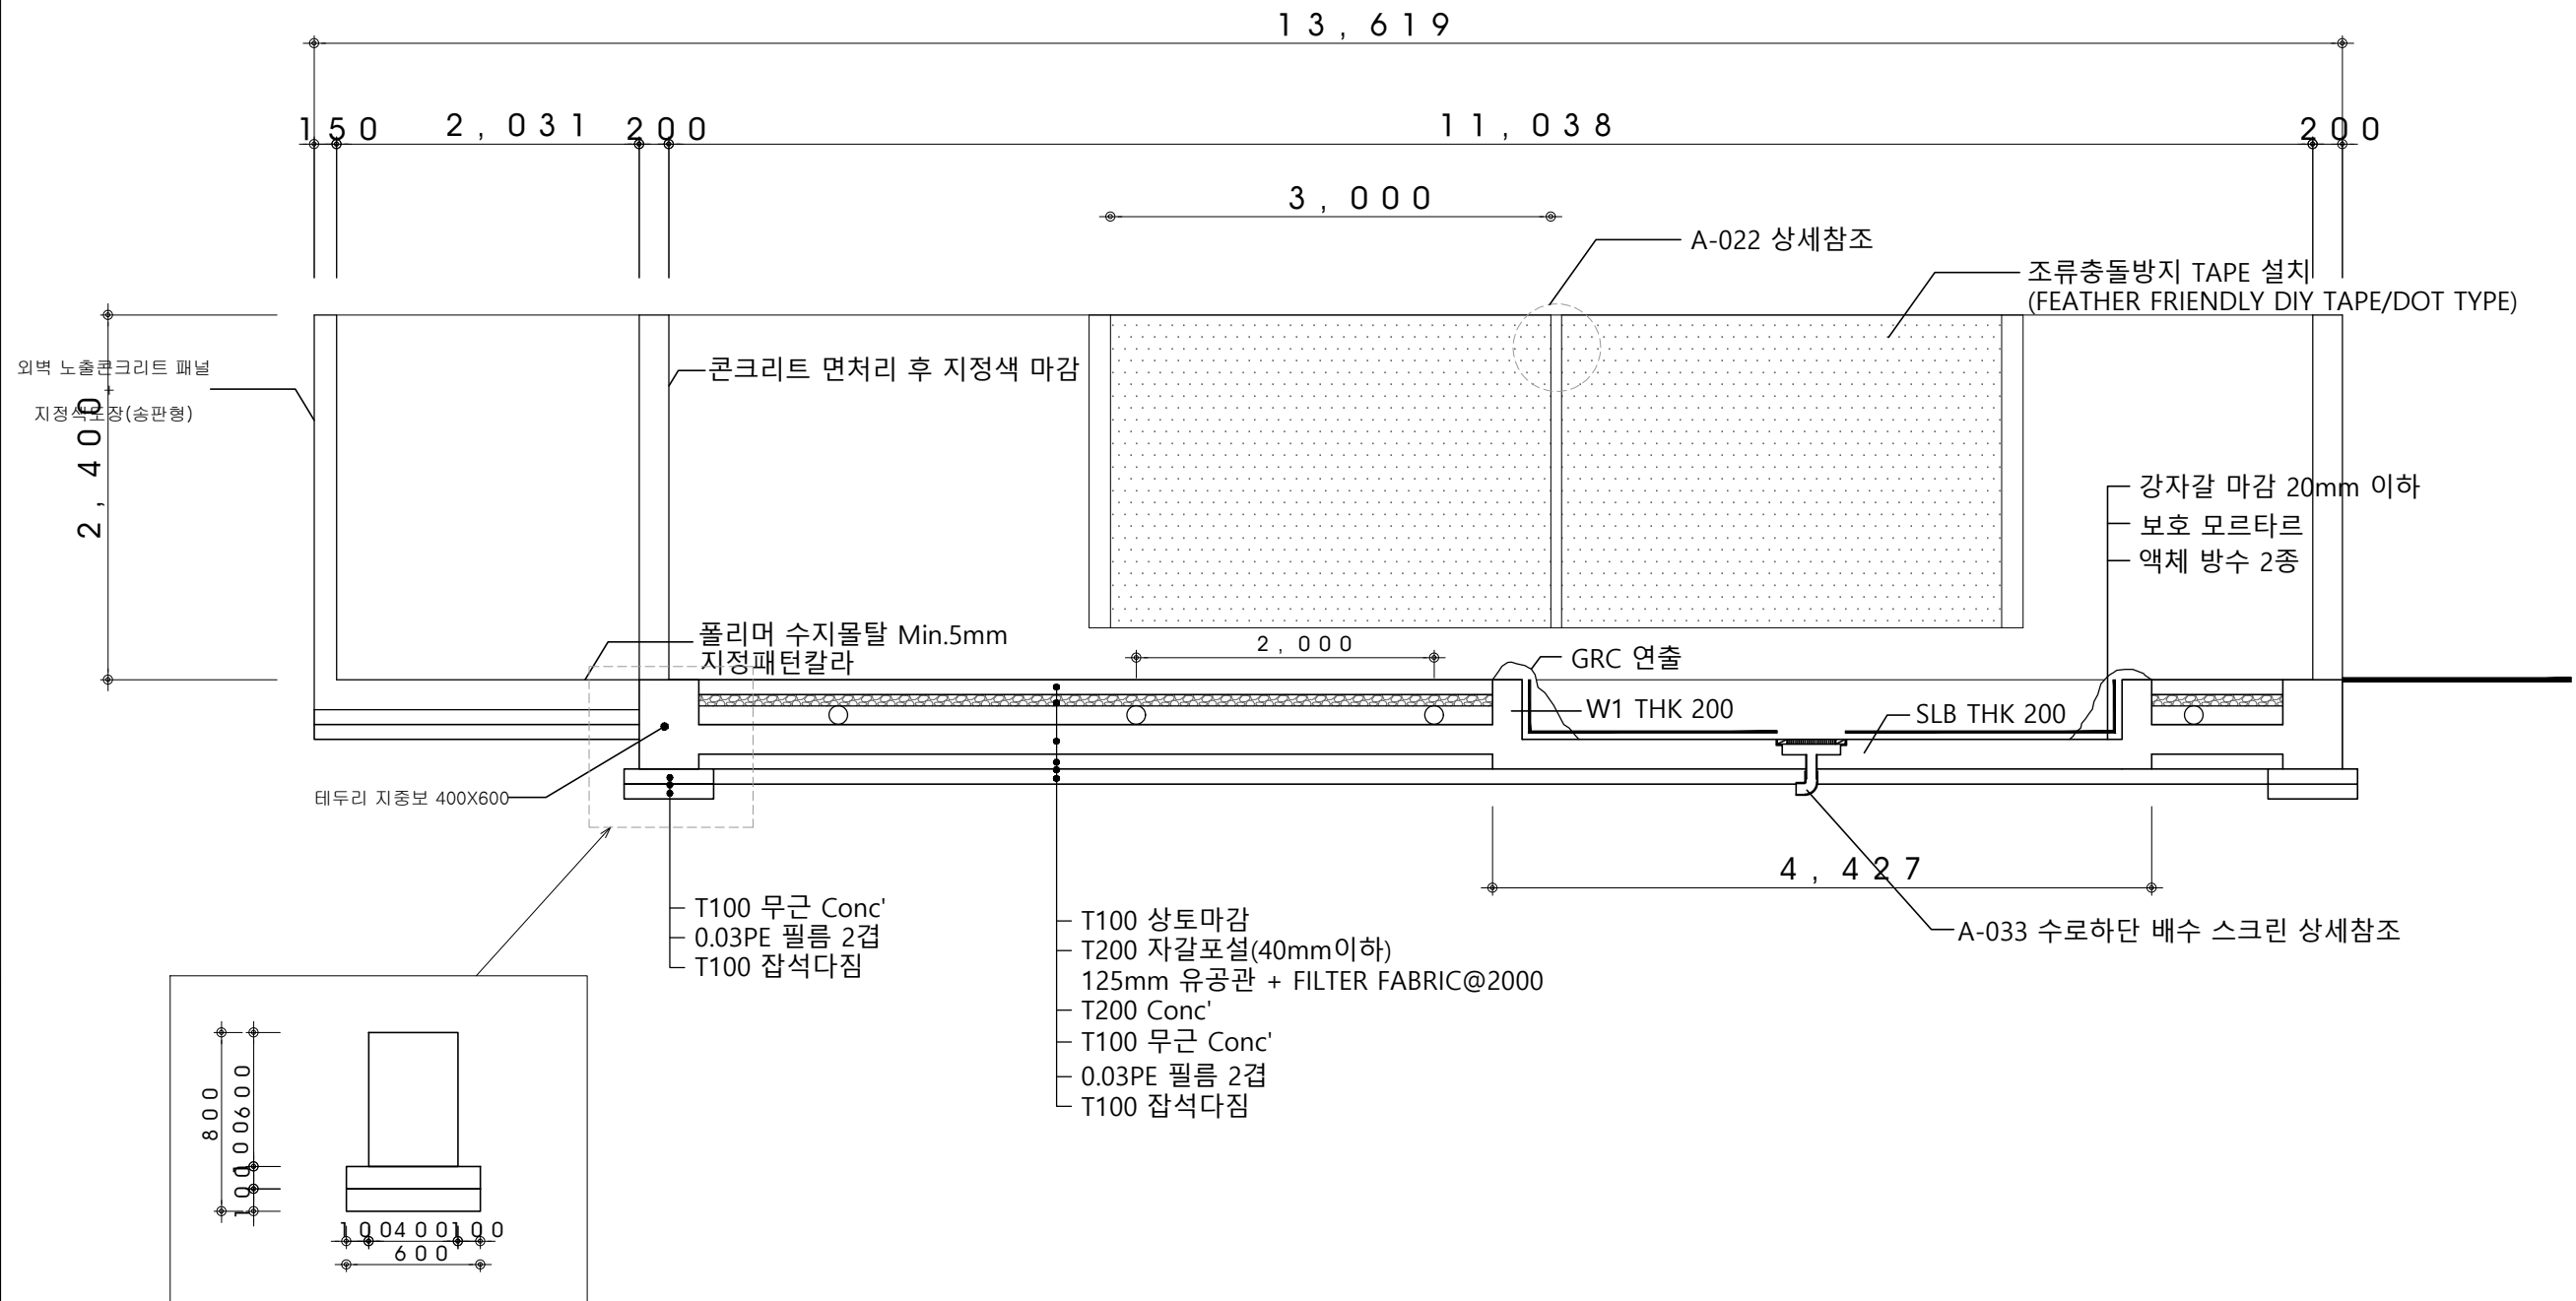 13,619
150
2,031
200
11,038
200
3,000
A-022 상세참조
조류충돌방지 TAPE 설치
(FEATHER FRIENDLY DIY TAPE/DOT TYPE)
외벽 노출콘크리트 패널
+
지정색도장(송판형)
2,400
콘크리트 면처리 후 지정색 마감
강자갈 마감 20mm 이하
보호 모르타르
액체 방수 2종
폴리머 수지몰탈 Min.5mm
지정패턴칼라
2,000
GRC 연출
W1 THK 200
SLB THK 200
테두리 지중보 400X600
4,427
T100 무근 Conc'
0.03PE 필름 2겹
T100 잡석다짐
T100 상토마감
T200 자갈포설(40mm이하)
125mm 유공관 + FILTER FABRIC@2000
T200 Conc'
T100 무근 Conc'
0.03PE 필름 2겹
T100 잡석다짐
A-033 수로하단 배수 스크린 상세참조
800
600
100
100
100
400
100
600